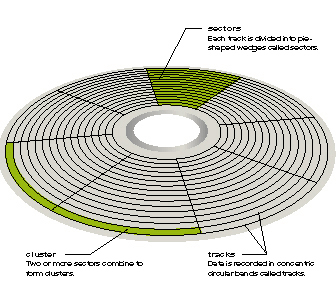 sectors
Each track is divided into pie-
shaped wedges called sectors.
cluster
Two or more sectors combine to
form clusters.
tracks
Data is recorded in concentric
circular bands called tracks.